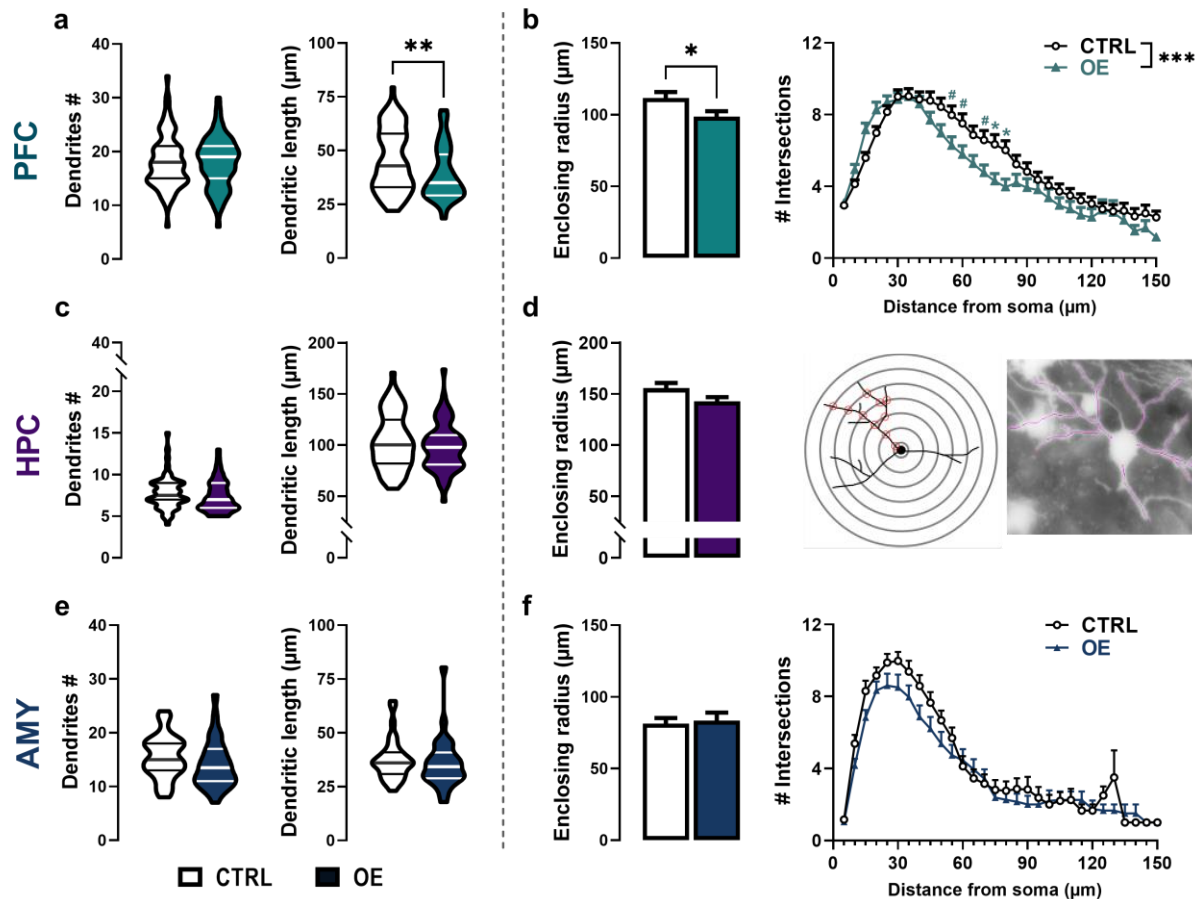 a
b
PFC
Dendrites #
40
30
20
10
0
Dendritic length (µm)
100
75
50
25
0
**
Enclosing radius (µm)
150
100
50
0
*
# Intersections
12
8
4
0
CTRL
OE
***
#
#
#
*
*
0 30 60 90 120 150
Distance from soma (µm)
c
d
HPC
Dendrites #
40
20
15
10
5
0
Dendritic length (µm)
200
150
100
50
0
Enclosing radius (µm)
200
150
100
50
0
e
f
AMY
Dendrites #
40
30
20
10
0
Dendritic length (µm)
100
75
50
25
0
Enclosing radius (µm)
150
100
50
0
# Intersections
12
8
4
0
CTRL
OE
0 30 60 90 120 150
Distance from soma (µm)
CTRL OE